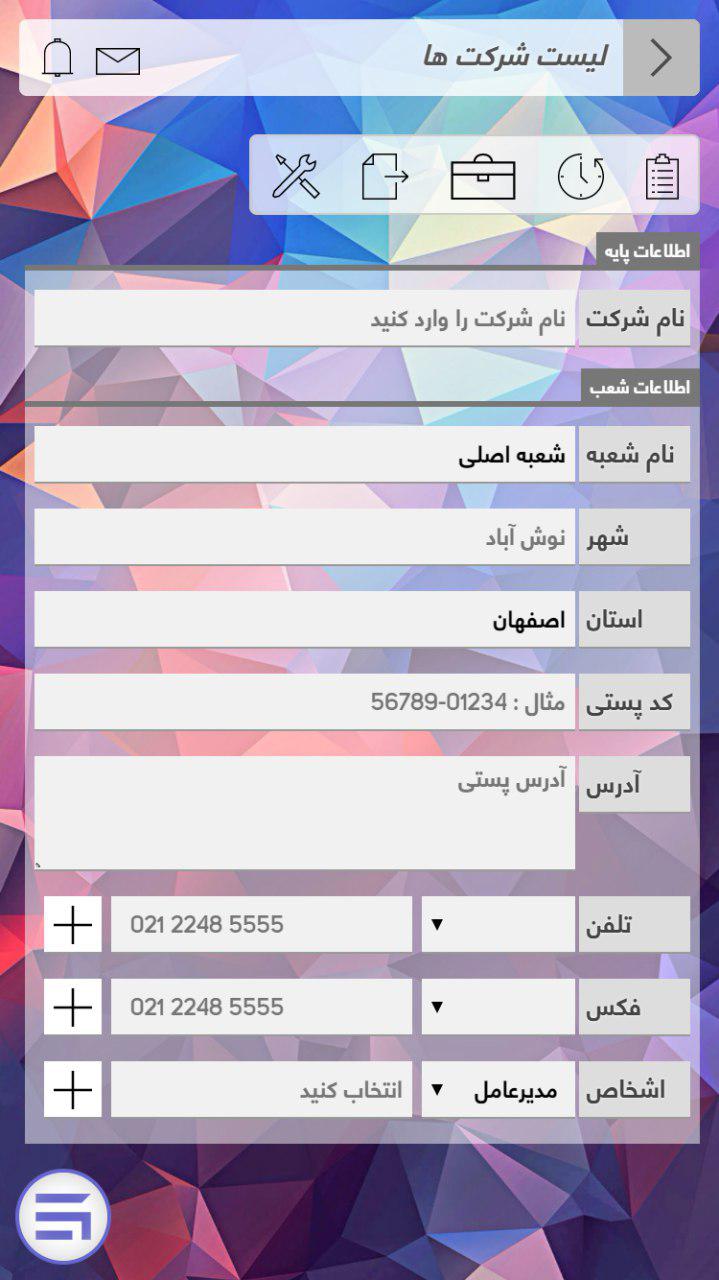 لیست شرکت ها
اطلاعات پایه
نام شرکت نام شرکت را وارد کنید
اطلاعات شعب
نام شعبه شعبه اصلی
شهر نوش آباد
استان اصفهان
کد پستی مثال : 01234-56789
آدرس آدرس پستی
تلفن 021 2248 5555
فکس 021 2248 5555
اشخاص مدیرعامل انتخاب کنید